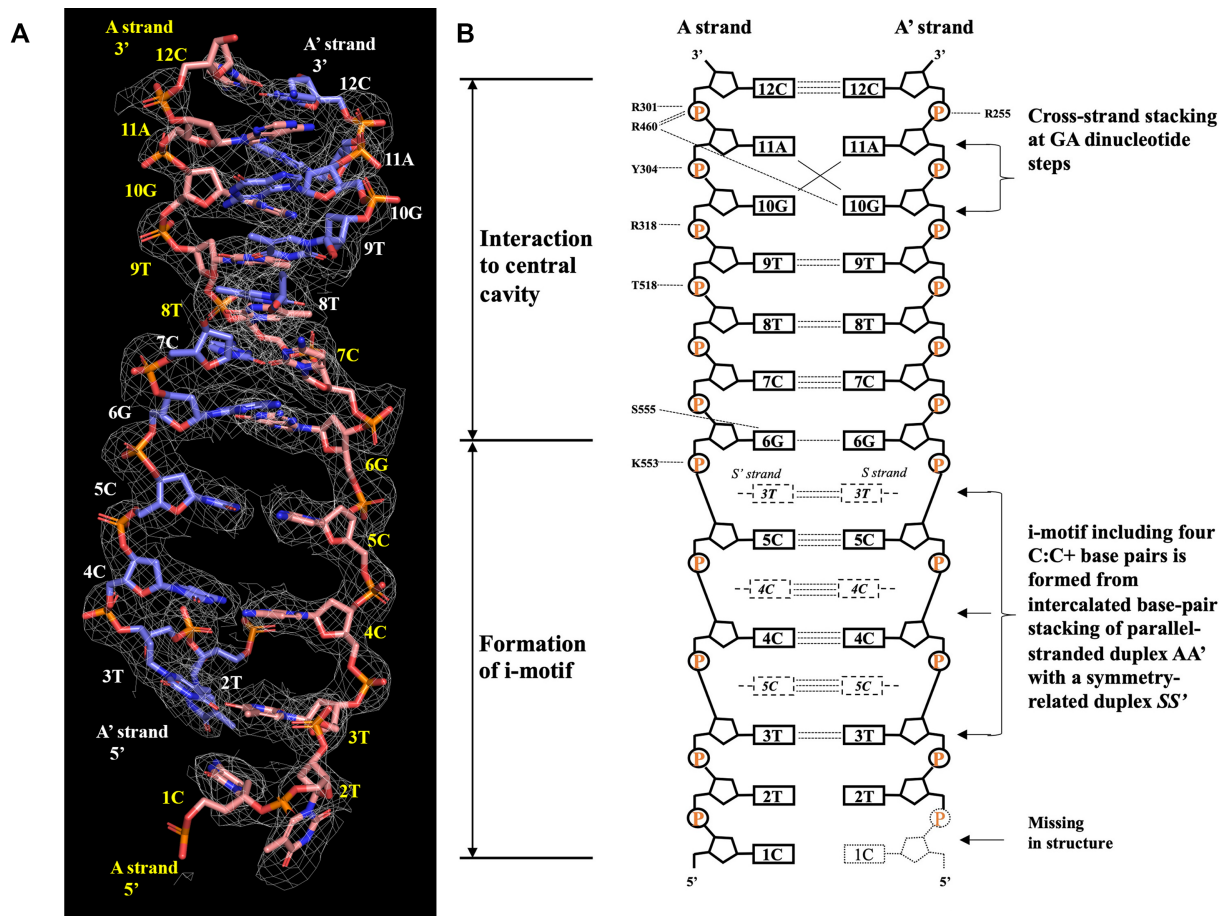 A
A strand
3'
A' strand
3'
12C
12C
11A
11A
10G
10G
9T
9T
8T
8T
7C
7C
6G
6G
5C
5C
4C
4C
3T
2T
3T
A' strand
5'
2T
1C
A strand
5'
B
A strand
A' strand
3'
3'
12C
12C
R301
P
P
R255
R460
Cross-strand stacking
at GA dinucleotide
steps
11A
11A
Y304
P
P
10G
10G
R318
P
P
Interaction
to central
cavity
9T
9T
T518
P
P
8T
8T
P
P
7C
7C
P
P
S555
6G
6G
K553
P
P
S' strand
S strand
3T
3T
5C
5C
P
P
i-motif including four
C:C+ base pairs is
formed from
intercalated base-pair
stacking of parallel-
stranded duplex AA'
with a symmetry-
related duplex SS'
4C
4C
Formation
of i-motif
4C
4C
P
P
5C
5C
3T
3T
P
P
2T
2T
P
P
Missing
in structure
1C
1C
5'
5'